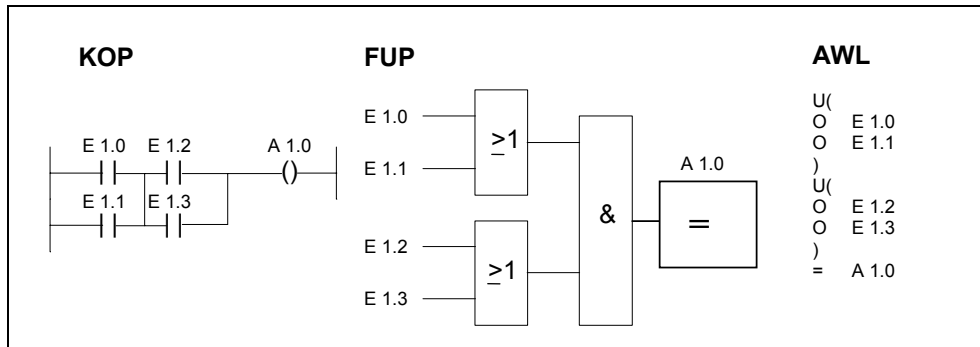 KOP
E 1.0 E 1.2 A 1.0
()
E 1.1 E 1.3
FUP
E 1.0
≥1
E 1.1
E 1.2
≥1
E 1.3
&
A 1.0
=
AWL
U(
O E 1.0
O E 1.1
)
U(
O E 1.2
O E 1.3
)
= A 1.0